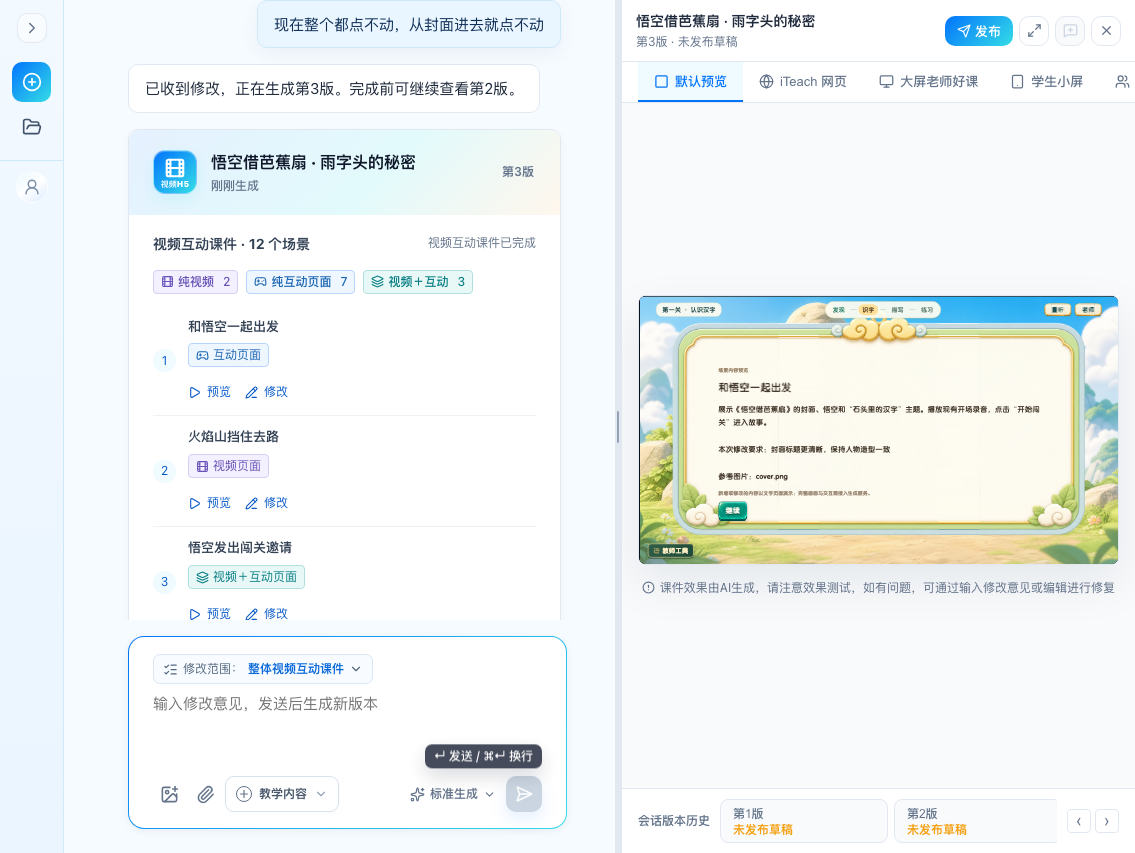 现在整个都点不动，从封面进去就点不动
已收到修改，正在生成第3版。完成前可继续查看第2版。
视频H5
悟空借芭蕉扇 · 雨字头的秘密
刚刚生成
第3版
视频互动课件 · 12 个场景
视频互动课件已完成
纯视频 2
纯互动页面 7
视频＋互动 3
和悟空一起出发
1
互动页面
预览
修改
火焰山挡住去路
2
视频页面
预览
修改
悟空发出闯关邀请
3
视频＋互动页面
预览
修改
修改范围：
整体视频互动课件
输入修改意见，发送后生成新版本
↵ 发送 / ⌘↵ 换行
教学内容
标准生成
悟空借芭蕉扇 · 雨字头的秘密
第3版 · 未发布草稿
发布
默认预览
iTeach 网页
大屏老师好课
学生小屏
第一关 · 认识汉字
发现 — 识字 — 描写 — 练习
重听
老师
场景内容预览
和悟空一起出发
展示《悟空借芭蕉扇》的封面、悟空和“石头里的汉字”主题。播放现有开场录音，点击“开始闯
关”进入故事。
本次修改要求：封面标题更清晰，保持人物造型一致
参考图片：cover.png
继续
教师工具
课件效果由AI生成，请注意效果测试，如有问题，可通过输入修改意见或编辑进行修复
会话版本历史
第1版
未发布草稿
第2版
未发布草稿